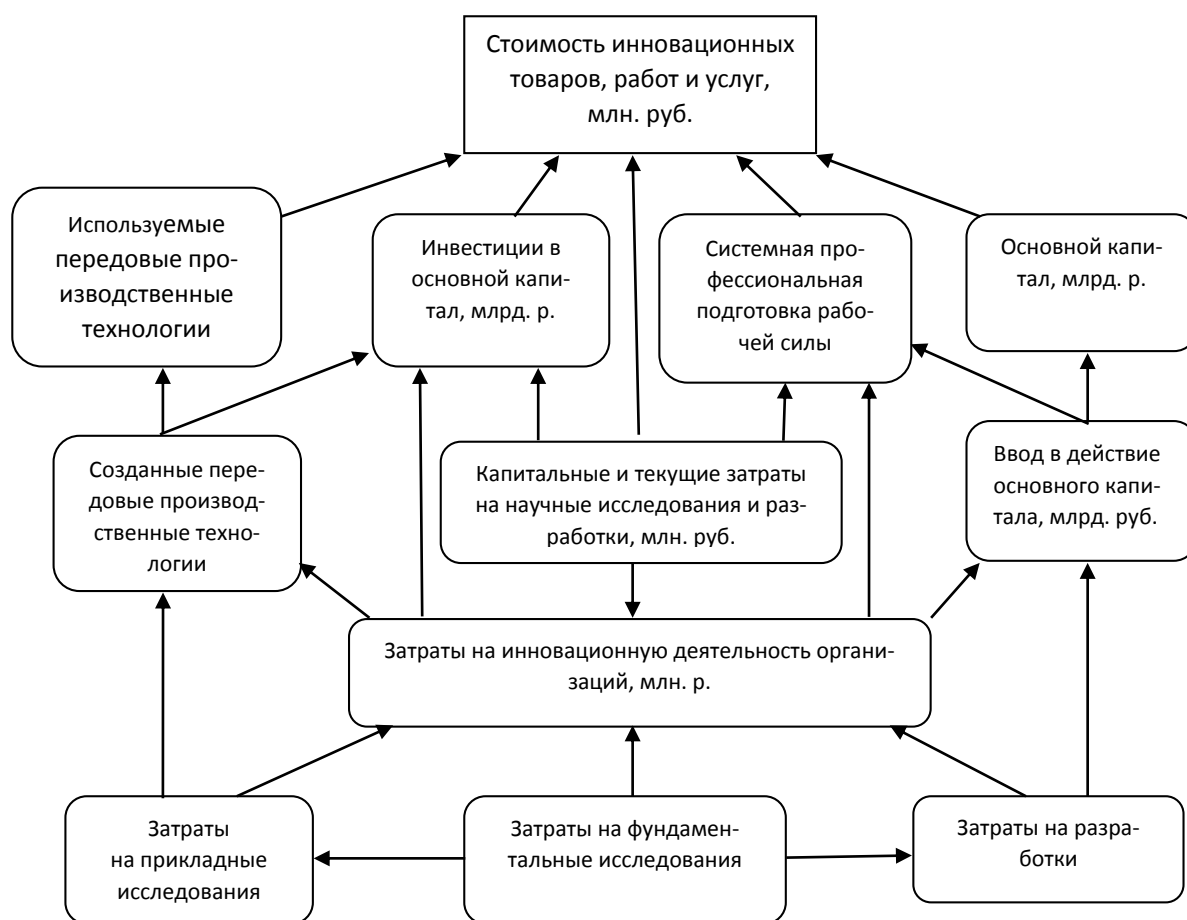 Стоимость инновационных
товаров, работ и услуг,
млн. руб.
Используемые
передовые про-
изводственные
технологии
Инвестиции в
основной капи-
тал, млрд. р.
Системная про-
фессиональная
подготовка рабо-
чей силы
Основной капи-
тал, млрд. р.
Созданные пере-
довые производ-
ственные техно-
логии
Капитальные и текущие затраты
на научные исследования и раз-
работки, млн. руб.
Ввод в действие
основного капи-
тала, млрд. руб.
Затраты на инновационную деятельность органи-
заций, млн. р.
Затраты
на прикладные
исследования
Затраты на фундамен-
тальные исследования
Затраты на разра-
ботки